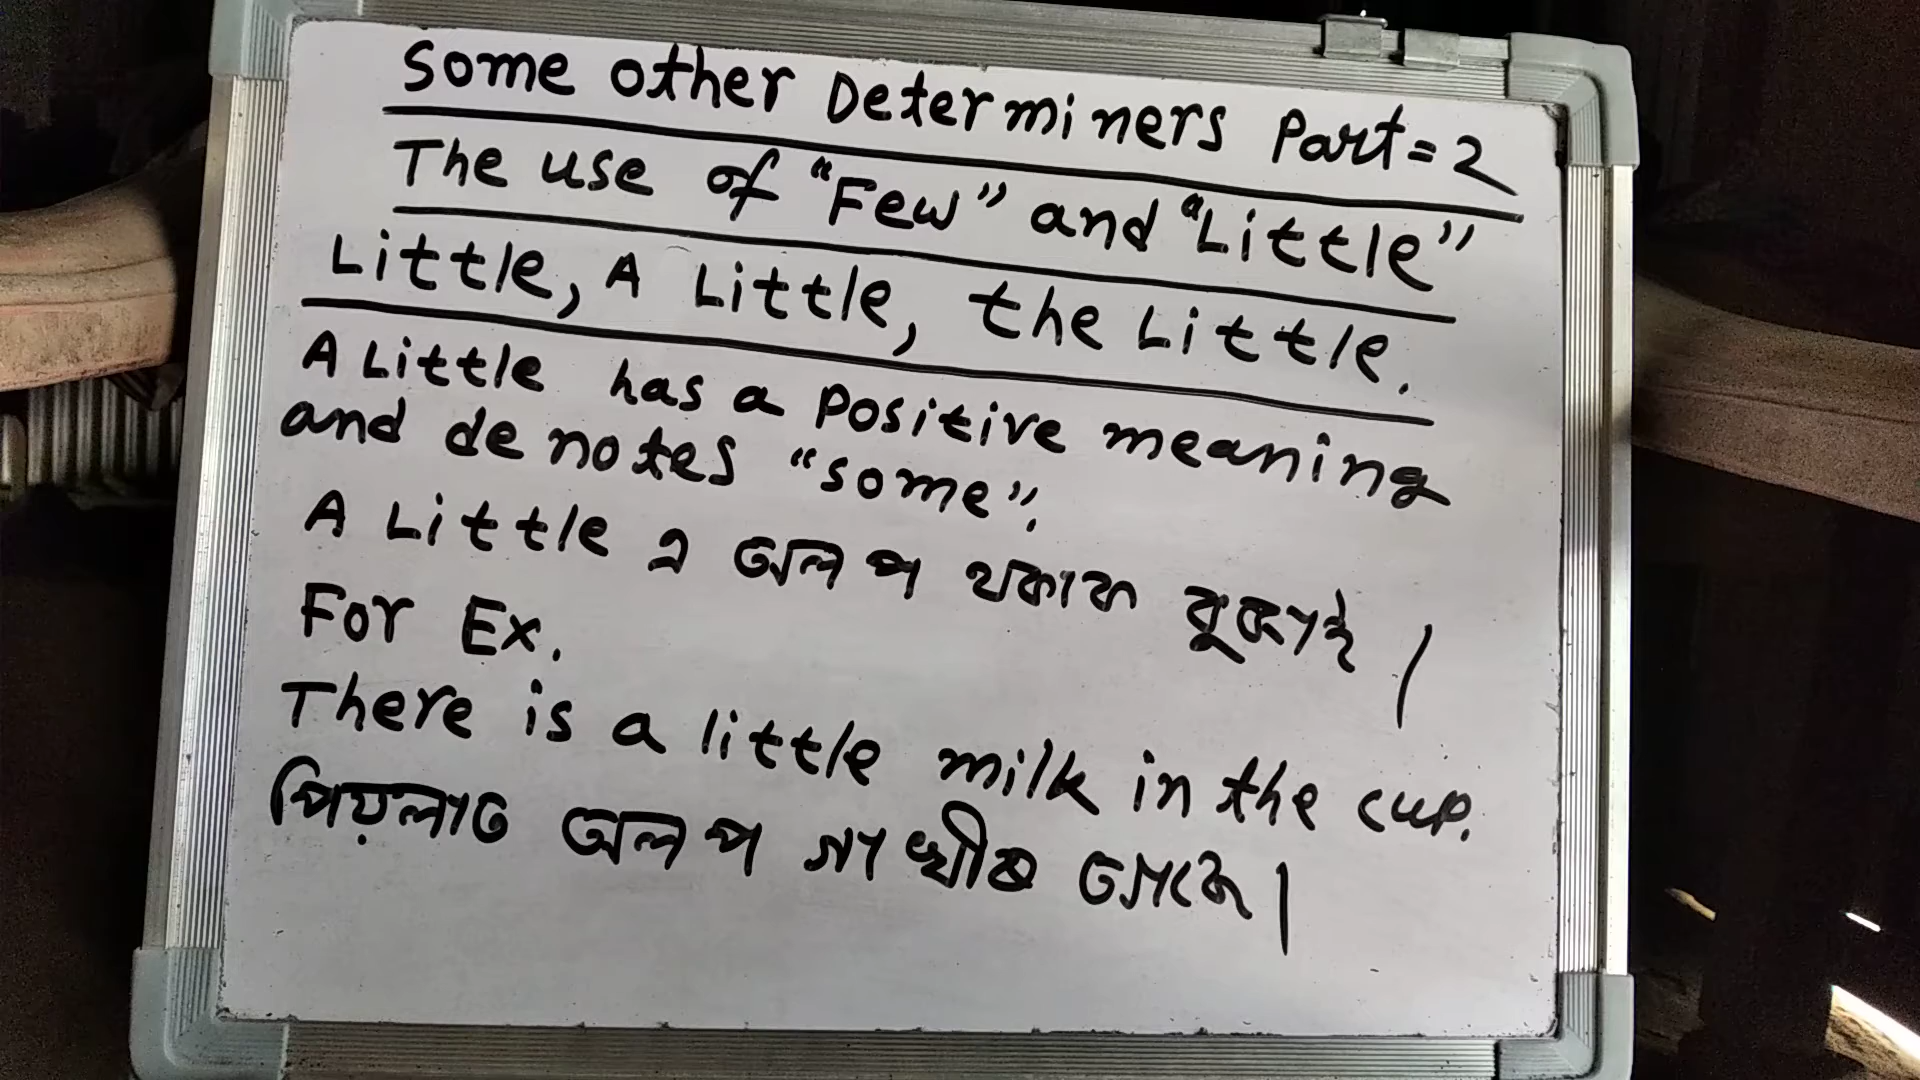 Some other Determiners Part=2
The use of "Few" and "Little"
Little, A Little, the Little.
A Little has a Positive meaning
and denotes "some".
A Little এ অলপ থকাক বুজাই।
For Ex.
There is a little milk in the cup.
পিয়লাত অলপ গাখীৰ আছে।